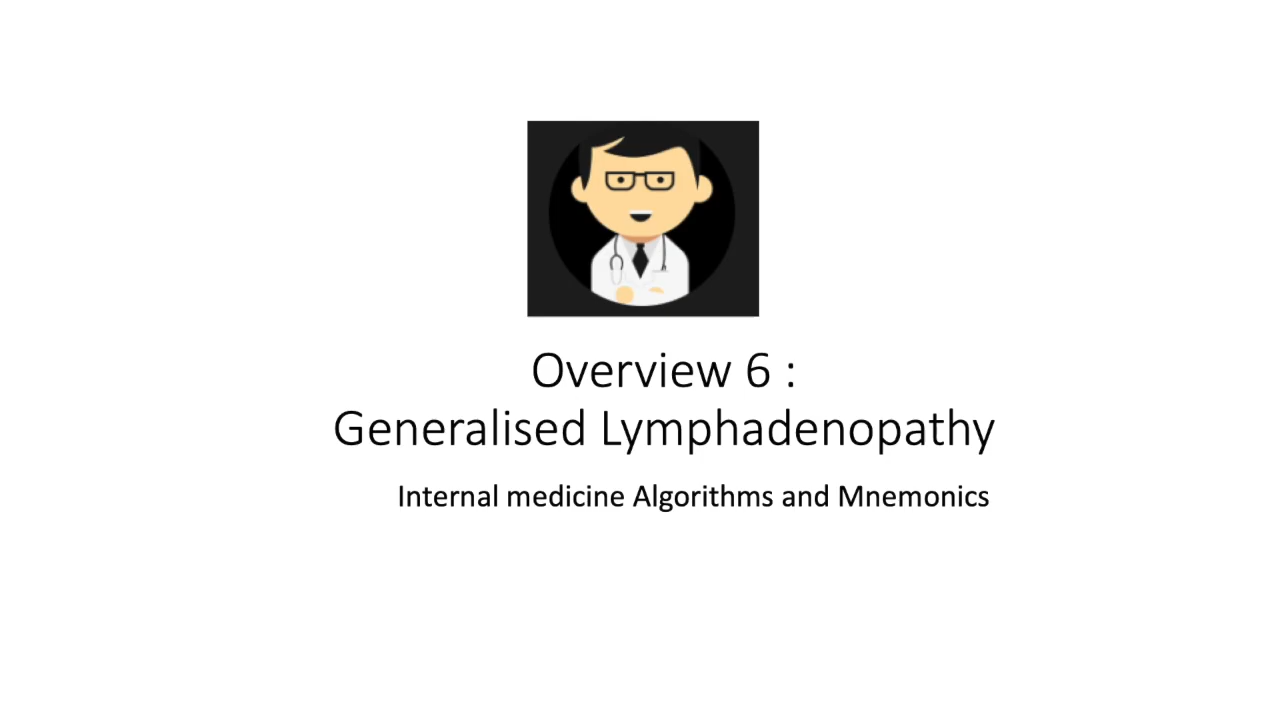 Overview 6 :
Generalised Lymphadenopathy
Internal medicine Algorithms and Mnemonics